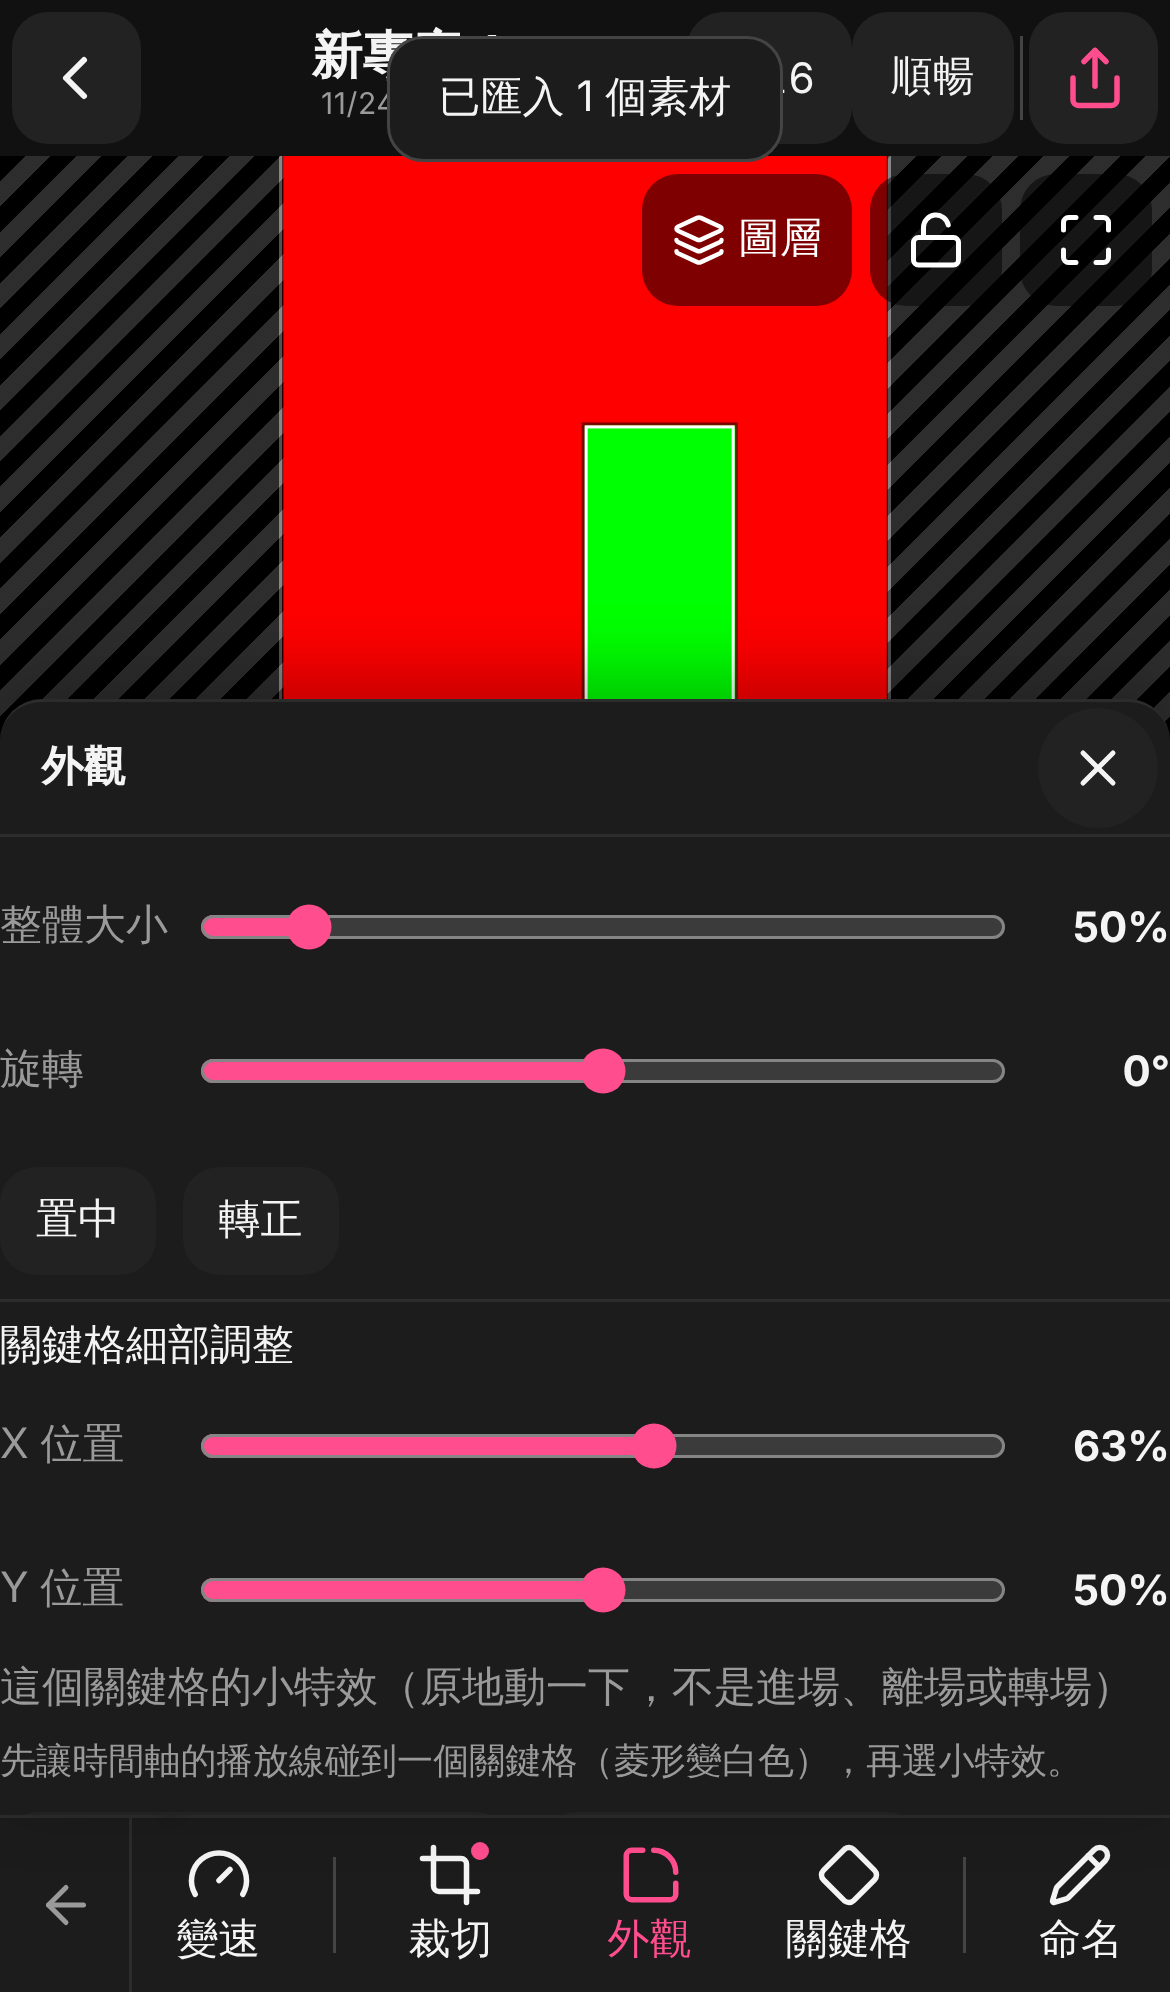 新專
11/24
已匯入 1 個素材
16
順暢
圖層
外觀
整體大小 50%
旋轉 0°
置中 轉正
關鍵格細部調整
X 位置 63%
Y 位置 50%
這個關鍵格的小特效（原地動一下，不是進場、離場或轉場）
先讓時間軸的播放線碰到一個關鍵格（菱形變白色），再選小特效。
變速 裁切 外觀 關鍵格 命名